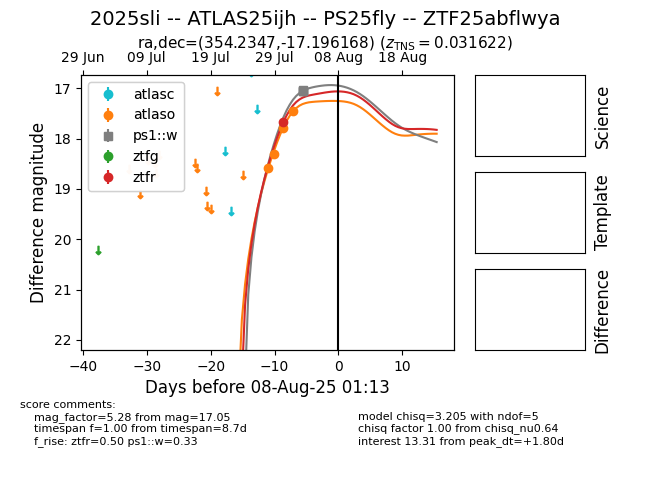 2025sli -- ATLAS25ijh -- PS25fly -- ZTF25abflwya
ra,dec=(354.2347,-17.196168) (z_TNS = 0.031622)
29 Jun 09 Jul 19 Jul 29 Jul 08 Aug 18 Aug
17
18
19
20
21
22
Difference magnitude
atlasc
atlaso
ps1::w
ztfg
ztfr
Science
Template
Difference
−40 −30 −20 −10 0 10
Days before 08-Aug-25 01:13
score comments:
mag_factor=5.28 from mag=17.05
timespan f=1.00 from timespan=8.7d
f_rise: ztfr=0.50 ps1::w=0.33
model chisq=3.205 with ndof=5
chisq factor 1.00 from chisq_nu0.64
interest 13.31 from peak_dt=+1.80d